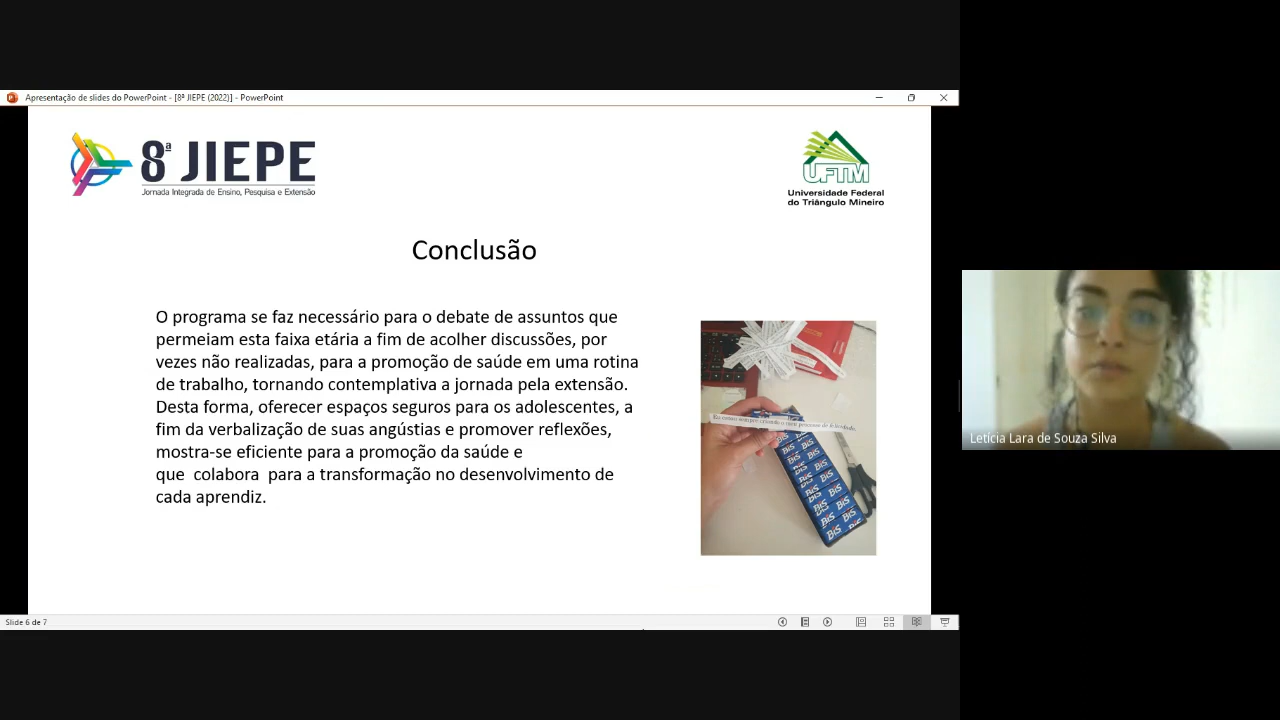 Apresentação de slides do PowerPoint - [8ª JIEPE (2022)] - PowerPoint
8ª JIEPE
Jornada Integrada de Ensino, Pesquisa e Extensão
UFTM
Universidade Federal
do Triângulo Mineiro
Conclusão
O programa se faz necessário para o debate de assuntos que
permeiam esta faixa etária a fim de acolher discussões, por
vezes não realizadas, para a promoção de saúde em uma rotina
de trabalho, tornando contemplativa a jornada pela extensão.
Desta forma, oferecer espaços seguros para os adolescentes, a
fim da verbalização de suas angústias e promover reflexões,
mostra-se eficiente para a promoção da saúde e
que  colabora  para a transformação no desenvolvimento de
cada aprendiz.
BIS
Letícia Lara de Souza Silva
Slide 6 de 7